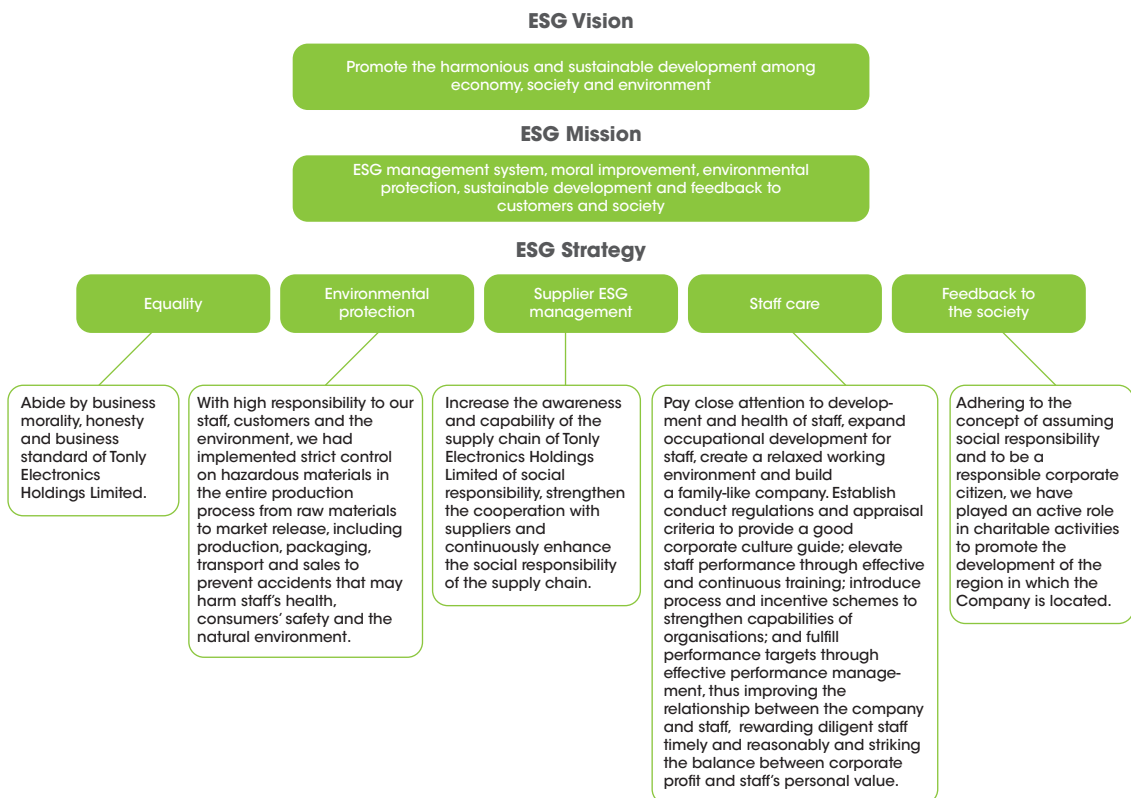 ESG Vision
Promote the harmonious and sustainable development among
economy, society and environment
ESG Mission
ESG management system, moral improvement, environmental
protection, sustainable development and feedback to
customers and society
ESG Strategy
Equality
Environmental
protection
Supplier ESG
management
Staff care
Feedback to
the society
Abide by business
morality, honesty
and business
standard of Tonly
Electronics
Holdings Limited.
With high responsibility to our
staff, customers and the
environment, we had
implemented strict control
on hazardous materials in
the entire production
process from raw materials
to market release, including
production, packaging,
transport and sales to
prevent accidents that may
harm staff's health,
consumers' safety and the
natural environment.
Increase the awareness
and capability of the
supply chain of Tonly
Electronics Holdings
Limited of social
responsibility, strengthen
the cooperation with
suppliers and
continuously enhance
the social responsibility
of the supply chain.
Pay close attention to develop-
ment and health of staff, expand
occupational development for
staff, create a relaxed working
environment and build
a family-like company. Establish
conduct regulations and appraisal
criteria to provide a good
corporate culture guide; elevate
staff performance through effective
and continuous training; introduce
process and incentive schemes to
strengthen capabilities of
organisations; and fulfill
performance targets through
effective performance manage-
ment, thus improving the
relationship between the company
and staff, rewarding diligent staff
timely and reasonably and striking
the balance between corporate
profit and staff's personal value.
Adhering to the
concept of assuming
social responsibility
and to be a
responsible corporate
citizen, we have
played an active role
in charitable activities
to promote the
development of the
region in which the
Company is located.